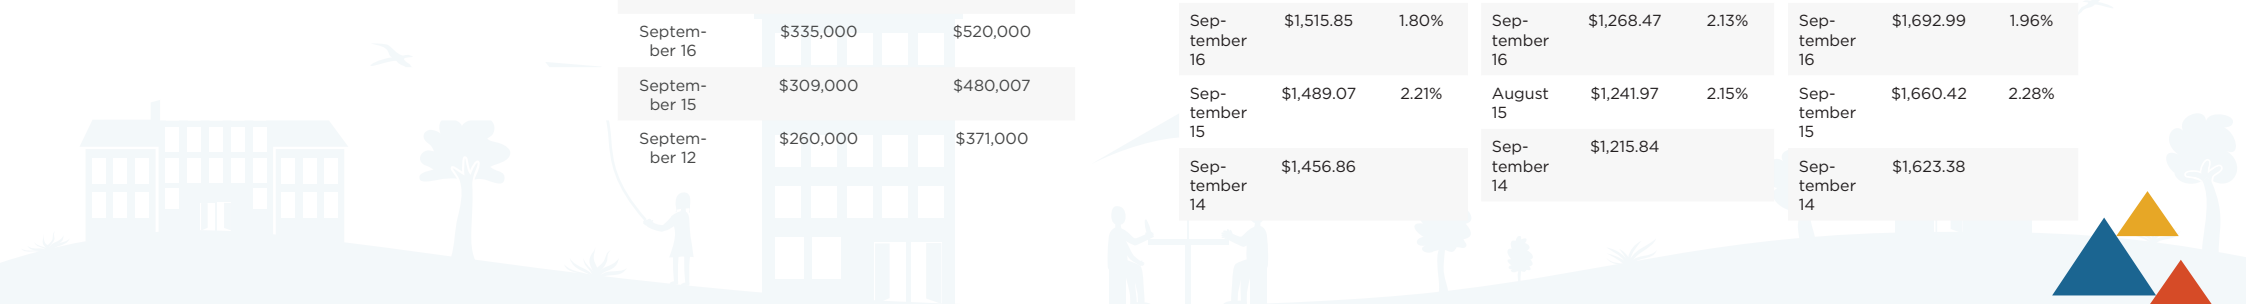 Septem- $335,000 $520,000
ber 16
Septem- $309,000 $480,007
ber 15
Septem- $260,000 $371,000
ber 12
Sep- $1,515.85 1.80%
tember
16
Sep- $1,489.07 2.21%
tember
15
Sep- $1,456.86
tember
14
Sep- $1,268.47 2.13%
tember
16
August $1,241.97 2.15%
15
Sep- $1,215.84
tember
14
Sep- $1,692.99 1.96%
tember
16
Sep- $1,660.42 2.28%
tember
15
Sep- $1,623.38
tember
14